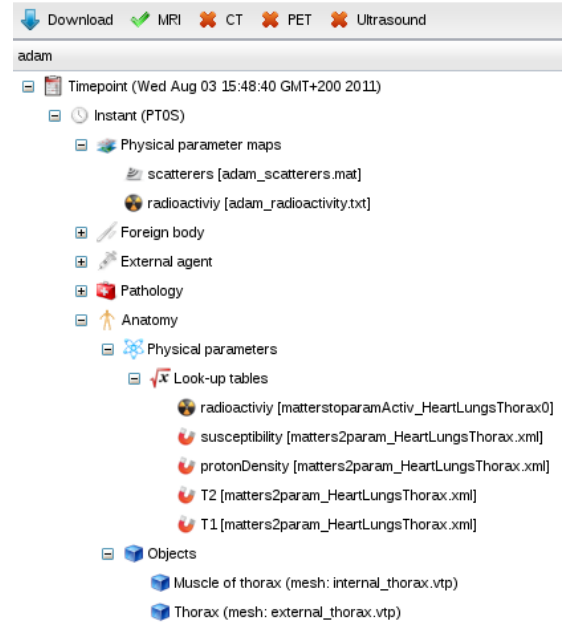 Download MRI CT PET Ultrasound
adam
Timepoint (Wed Aug 03 15:48:40 GMT+200 2011)
Instant (PT0S)
Physical parameter maps
scatterers [adam_scatterers.mat]
radioactiviy [adam_radioactivity.txt]
Foreign body
External agent
Pathology
Anatomy
Physical parameters
Look-up tables
radioactiviy [matterstoparamActiv_HeartLungsThorax0]
susceptibility [matters2param_HeartLungsThorax.xml]
protonDensity [matters2param_HeartLungsThorax.xml]
T2 [matters2param_HeartLungsThorax.xml]
T1 [matters2param_HeartLungsThorax.xml]
Objects
Muscle of thorax (mesh: internal_thorax.vtp)
Thorax (mesh: external_thorax.vtp)